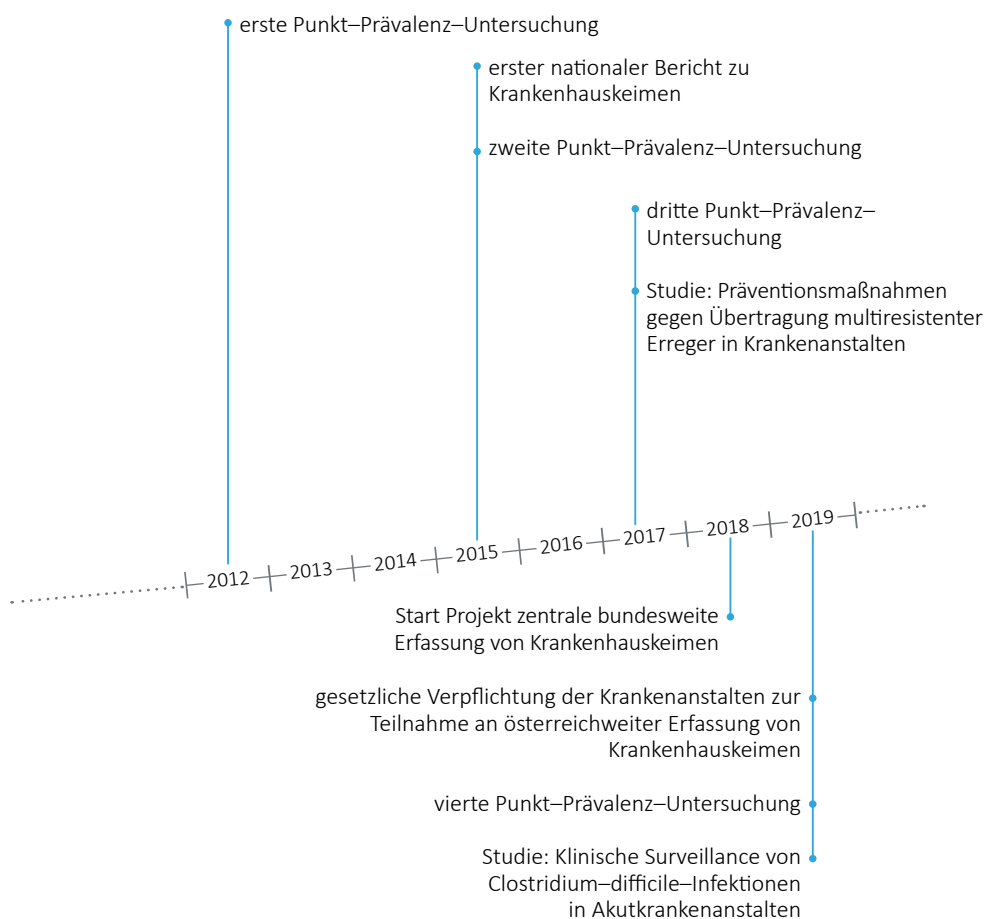 erste Punkt–Prävalenz–Untersuchung
erster nationaler Bericht zu
Krankenhauskeimen
zweite Punkt–Prävalenz–Untersuchung
dritte Punkt–Prävalenz–
Untersuchung
Studie: Präventionsmaßnahmen
gegen Übertragung multiresistenter
Erreger in Krankenanstalten
2012 2013 2014 2015 2016 2017 2018 2019
Start Projekt zentrale bundesweite
Erfassung von Krankenhauskeimen
gesetzliche Verpflichtung der Krankenanstalten zur
Teilnahme an österreichweiter Erfassung von
Krankenhauskeimen
vierte Punkt–Prävalenz–Untersuchung
Studie: Klinische Surveillance von
Clostridium–difficile–Infektionen
in Akutkrankenanstalten